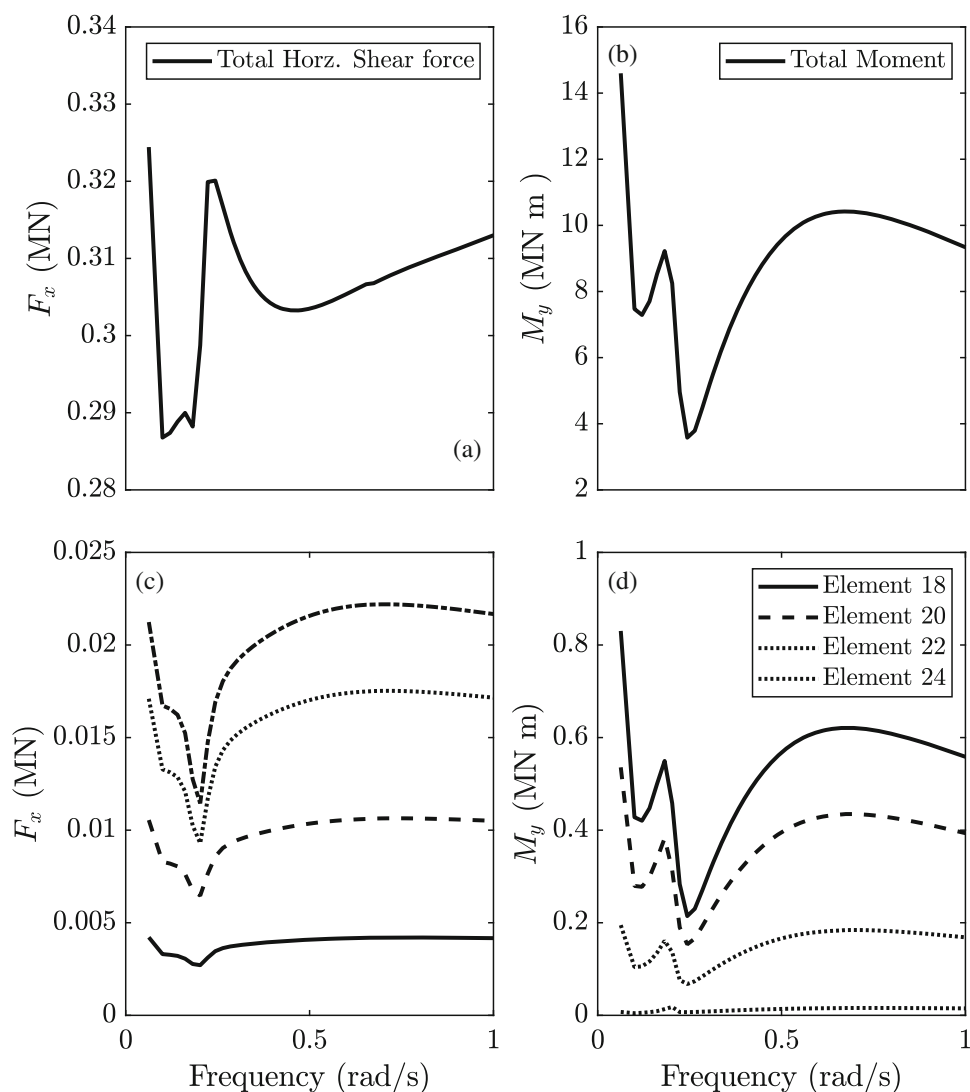 0.34
0.33
0.32
0.31
0.3
0.29
0.28
F_x (MN)
Total Horz. Shear force
(a)
16
14
12
10
8
6
4
2
M_y (MN m )
(b)
Total Moment
0.025
0.02
0.015
0.01
0.005
0
F_x (MN)
(c)
0
0.5
1
Frequency (rad/s)
1
0.8
0.6
0.4
0.2
0
M_y (MN m)
(d)
Element 18
Element 20
Element 22
Element 24
0
0.5
1
Frequency (rad/s)